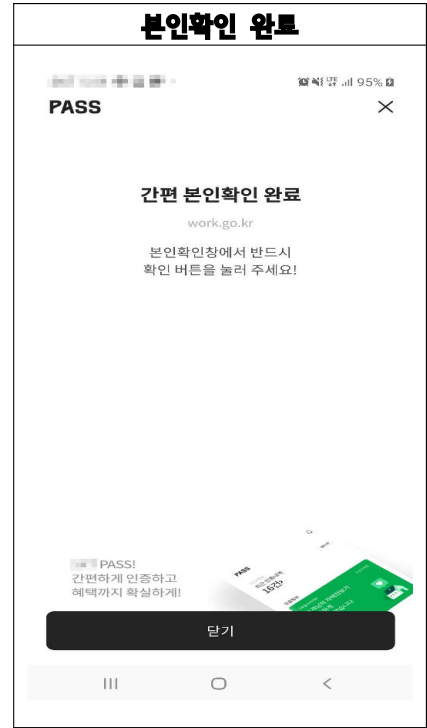 본인확인 완료
95%
PASS
간편 본인확인 완료
work.go.kr
본인확인창에서 반드시
확인 버튼을 눌러 주세요!
PASS!
간편하게 인증하고
혜택까지 확실하게!
PASS
닫기